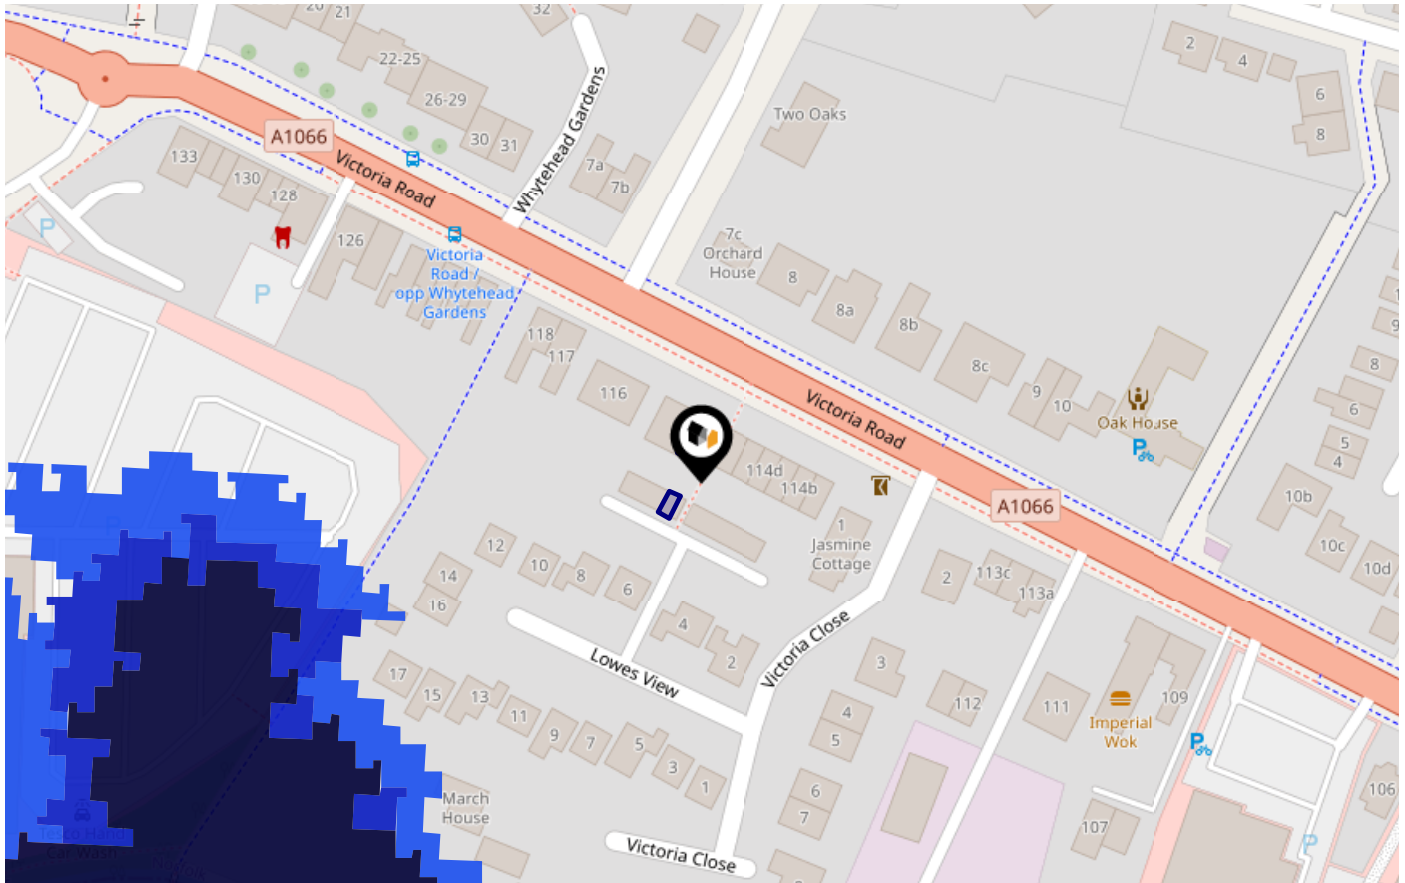 20
21
32
22-25
26-29
30
31
A1066
Victoria Road
Whytehead Gardens
7a
7b
Two Oaks
2
4
6
8
133
130
128
126
P
P
Victoria
Road /
opp Whytehead
Gardens
7c
Orchard
House
8
8a
8b
8c
9
10
Oak House
P
8
6
5
4
9
118
117
116
Victoria Road
114d
114b
A1066
10b
10c
10d
1
Jasmine
Cottage
12
10
8
6
14
16
4
2
2
113c
113a
Victoria Close
Lowes View
17
15
13
11
9
7
5
3
1
3
4
5
6
7
112
111
109
Imperial
Wok
P
107
106
P
March
House
Victoria Close
Tesco Hand
Car Wash